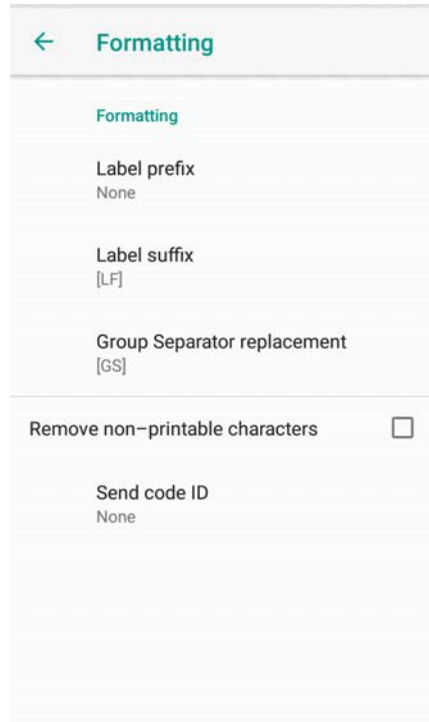 Formatting
Formatting
Label prefix
None
Label suffix
[LF]
Group Separator replacement
[GS]
Remove non-printable characters
Send code ID
None